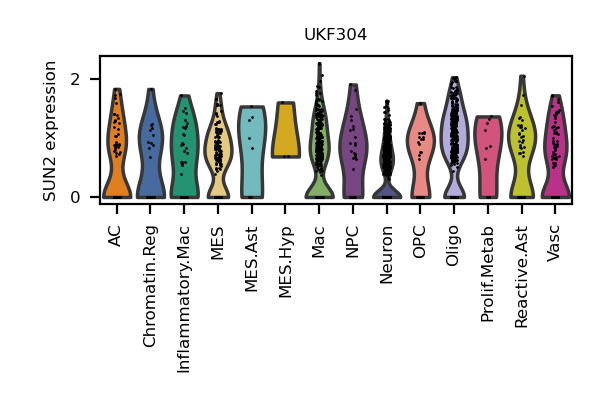 UKF304
SUN2 expression
2
0
AC
Chromatin.Reg
Inflammatory.Mac
MES
MES.Ast
MES.Hyp
Mac
NPC
Neuron
OPC
Oligo
Prolif.Metab
Reactive.Ast
Vasc